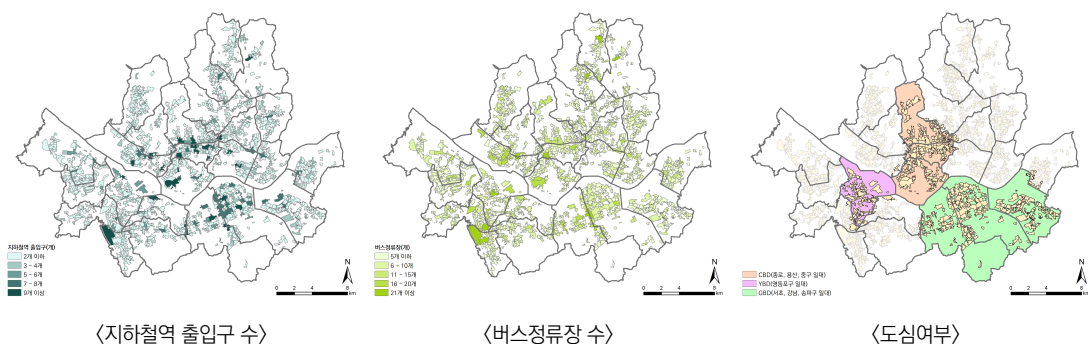 지하철역 출입구(개)
2개 이하
3 - 4개
5 - 6개
7 - 8개
9개 이상
N
0 2 4 6 8
km
〈지하철역 출입구 수〉
버스정류장(개)
5개 이하
6 - 10개
11 - 15개
16 - 20개
21개 이상
N
0 2 4 6 8
km
〈버스정류장 수〉
CBD(종로, 용산, 중구 일대)
YBD(영등포구 일대)
GBD(서초, 강남, 송파구 일대)
N
0 2 4 6 8
km
〈도심여부〉